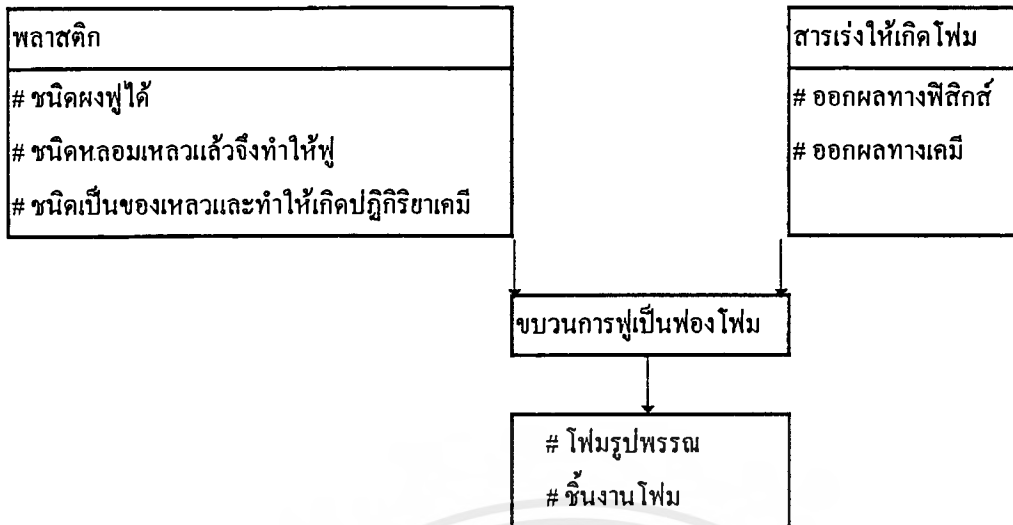 พลาสติก
# ชนิดผงฟูได้
# ชนิดหลอมเหลวแล้วจึงทำให้ฟู
# ชนิดเป็นของเหลวและทำให้เกิดปฏิกิริยาเคมี
สารเร่งให้เกิดโฟม
# ออกผลทางฟิสิกส์
# ออกผลทางเคมี
ขบวนการฟูเป็นฟองโฟม
# โฟมรูปพรรณ
# ชิ้นงานโฟม